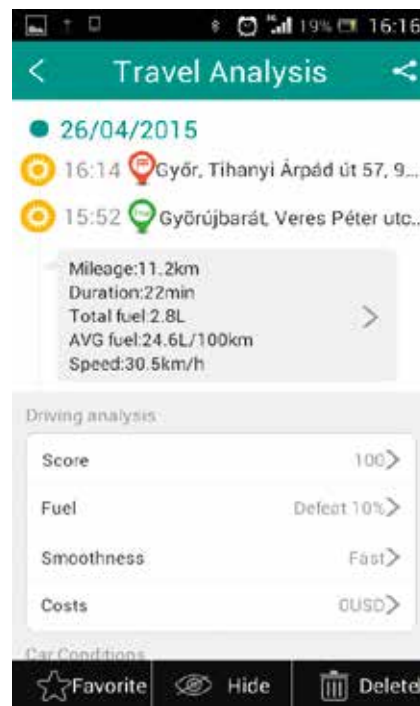 19% 16:16
Travel Analysis
26/04/2015
16:14 Győr, Tihanyi Árpád út 57, 9...
15:52 Győrújbarát, Veres Péter utc..
Mileage:11.2km
Duration:22min
Total fuel:2.8L
AVG fuel:24.6L/100km
Speed:30.5km/h
Driving analysis
Score 100
Fuel Defeat 10%
Smoothness Fast
Costs 0USD
Car Conditions
Favorite Hide Delete